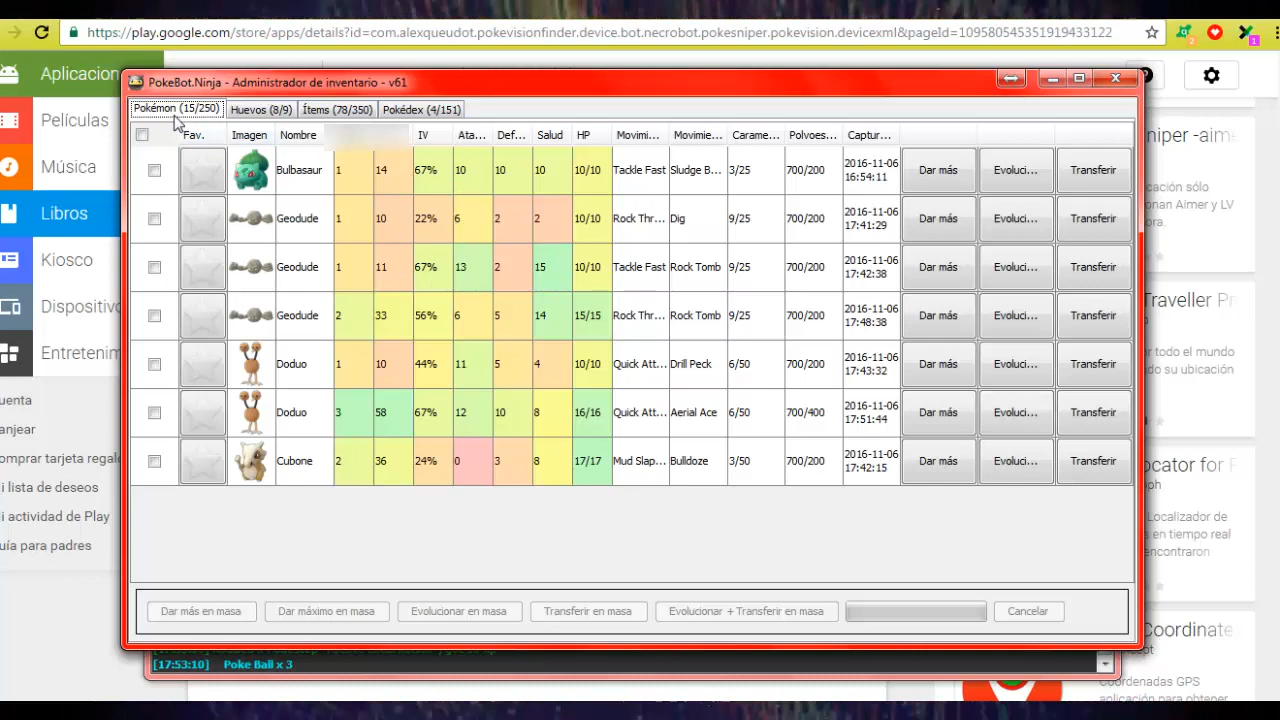 https://play.google.com/store/apps/details?id=com.alexqueudot.pokevisionfinder.device.bot.necrobot.pokesniper.pokevision.devicexml&pageId=109580545351919433122
2
1
Aplicacion
Películas
Música
Libros
Kiosco
Dispositivo
Entretenim
uenta
anjear
omprar tarjeta regalo
i lista de deseos
i actividad de Play
uía para padres
PokeBot.Ninja - Administrador de inventario - v61
Pokémon (15/250) Huevos (8/9) Ítems (78/350) Pokédex (4/151)
Fav. Imagen Nombre IV Ata... Def... Salud HP Movimi... Movimie... Carame... Polvoes... Captur...
Bulbasaur 1 14 67% 10 10 10 10/10 Tackle Fast Sludge B... 3/25 700/200 2016-11-06 16:54:11 Dar más Evoluci... Transferir
Geodude 1 10 22% 6 2 2 10/10 Rock Thr... Dig 9/25 700/200 2016-11-06 17:41:29 Dar más Evoluci... Transferir
Geodude 1 11 67% 13 2 15 10/10 Tackle Fast Rock Tomb 9/25 700/200 2016-11-06 17:42:38 Dar más Evoluci... Transferir
Geodude 2 33 56% 6 5 14 15/15 Rock Thr... Rock Tomb 9/25 700/200 2016-11-06 17:48:38 Dar más Evoluci... Transferir
Doduo 1 10 44% 11 5 4 10/10 Quick Att... Drill Peck 6/50 700/200 2016-11-06 17:43:32 Dar más Evoluci... Transferir
Doduo 3 58 67% 12 10 8 16/16 Quick Att... Aerial Ace 6/50 700/400 2016-11-06 17:51:44 Dar más Evoluci... Transferir
Cubone 2 36 24% 0 3 8 17/17 Mud Slap... Bulldoze 3/50 700/200 2016-11-06 17:42:15 Dar más Evoluci... Transferir
Dar más en masa Dar máximo en masa Evolucionar en masa Transferir en masa Evolucionar + Transferir en masa Cancelar
[17:53:10] Poke Ball x 3
niper -aime
cación sólo
onan Aimer y LV
ora.
Traveller Pr
or todo el mundo
do su ubicación
ocator for P
ph
Localizador de
s en tiempo real
encontraron
Coordinate
bot
Coordenadas GPS
aplicación para obtener